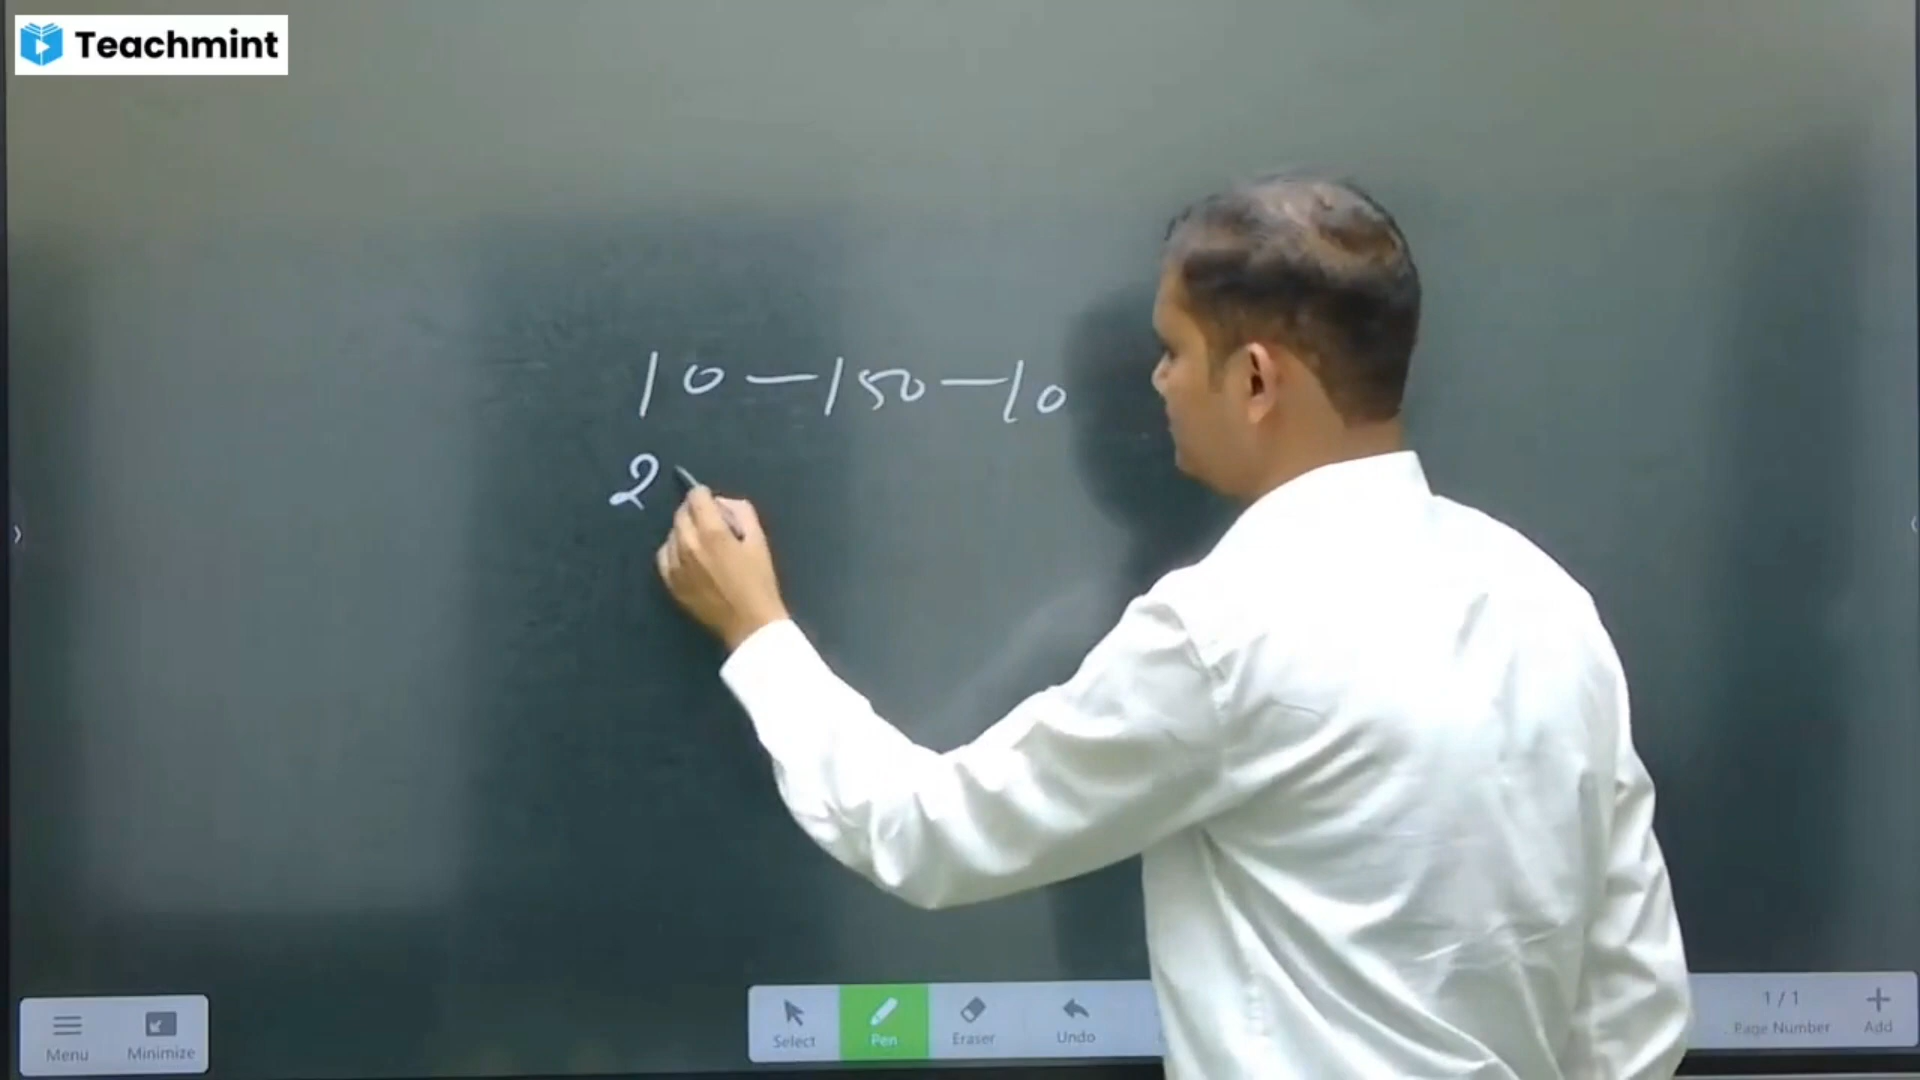 Teachmint
10 — 150 — 10
2
Menu
Minimize
Select
Pen
Eraser
Undo
1 / 1
Page Number
Add